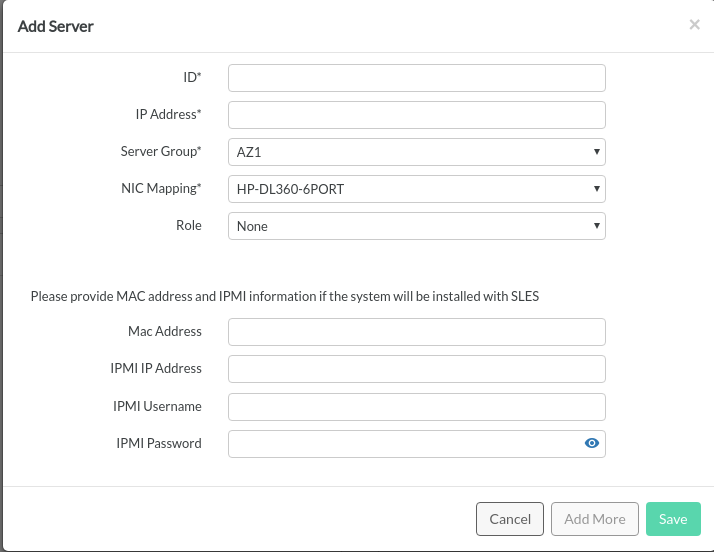 Add Server
×
ID*
IP Address*
Server Group* AZ1
NIC Mapping* HP-DL360-6PORT
Role None
Please provide MAC address and IPMI information if the system will be installed with SLES
Mac Address
IPMI IP Address
IPMI Username
IPMI Password
Cancel Add More Save